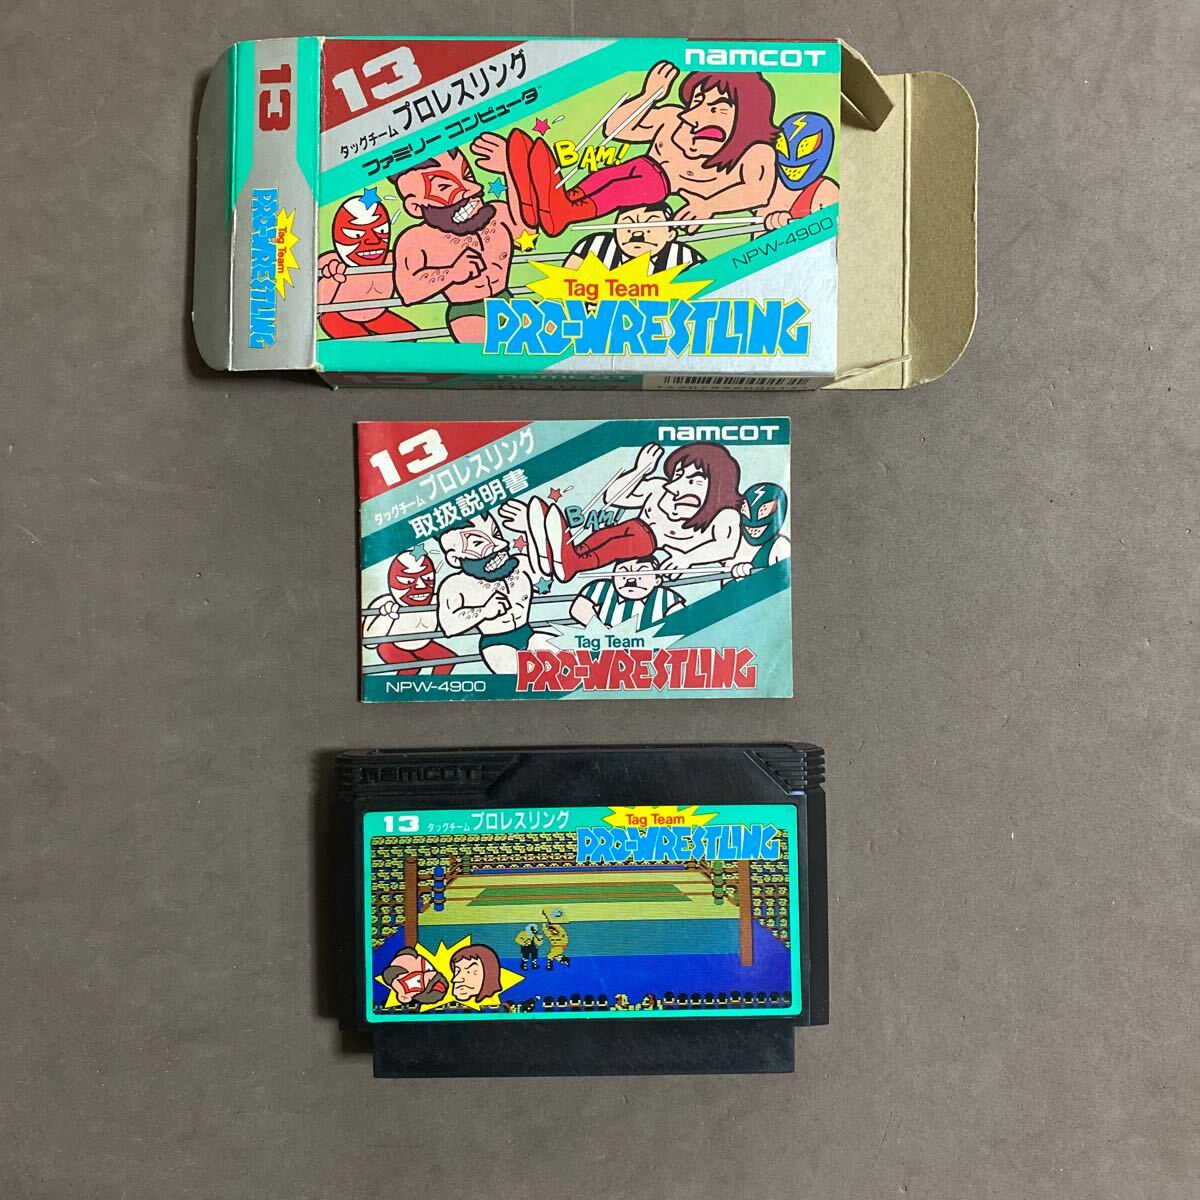 13
Tag Team
PRO-WRESTLING
13
タッグチーム プロレスリング
ファミリー コンピュータ™
namcoT
BAM!
NPW-4900
Tag Team
PRO-WRESTLING
13
namcoT
13
タッグチーム プロレスリング
取扱説明書
namcoT
BAM!
Tag Team
PRO-WRESTLING
NPW-4900
namcoT
13 タッグチーム プロレスリング
Tag Team
PRO-WRESTLING